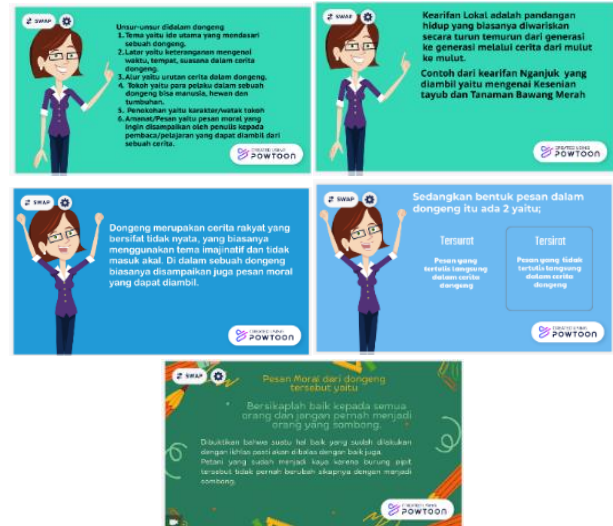 SWAP
Unsur-unsur didalam dongeng
1. Tema yaitu ide utama yang mendasari
sebuah dongeng.
2. Latar yaitu keteranganan mengenai
waktu, tempat, suasana dalam cerita
dongeng.
3. Alur yaitu urutan cerita dalam dongeng.
4. Tokoh yaitu para pelaku dalam sebuah
dongeng bisa manusia, hewan dan
tumbuhan.
5. Penokohan yaitu karakter/watak tokoh
6. Amanat/Pesan yaitu pesan moral yang
ingin disampaikan oleh penulis kepada
pembaca/pelajaran yang dapat diambil dari
sebuah cerita.
CREATED USING
POWTOON
SWAP
Kearifan Lokal adalah pandangan
hidup yang biasanya diwariskan
secara turun temurun dari generasi
ke generasi melalui cerita dari mulut
ke mulut.
Contoh dari kearifan Nganjuk yang
diambil yaitu mengenai Kesenian
tayub dan Tanaman Bawang Merah
CREATED USING
POWTOON
SWAP
Dongeng merupakan cerita rakyat yang
bersifat tidak nyata, yang biasanya
menggunakan tema imajinatif dan tidak
masuk akal. Di dalam sebuah dongeng
biasanya disampaikan juga pesan moral
yang dapat diambil.
CREATED USING
POWTOON
SWAP
Sedangkan bentuk pesan dalam
dongeng itu ada 2 yaitu;
Tersurat
Pesan yang
tertulis langsung
dalam cerita
dongeng
Tersirat
Pesan yang tidak
tertulis langsung
dalam cerita
dongeng
CREATED USING
POWTOON
SWAP
Pesan Moral dari dongeng
tersebut yaitu
Bersikaplah baik kepada semua
orang dan jangan pernah menjadi
orang yang sombong.
Dibuktikan bahwa suatu hal baik yang sudah dilakukan
dengan ikhlas pasti akan dibalas dengan baik juga.
Petani yang sudah menjadi kaya karena burung pipit
tersebut tidak pernah berubah sikapnya dengan menjadi
sombong.
CREATED USING
POWTOON